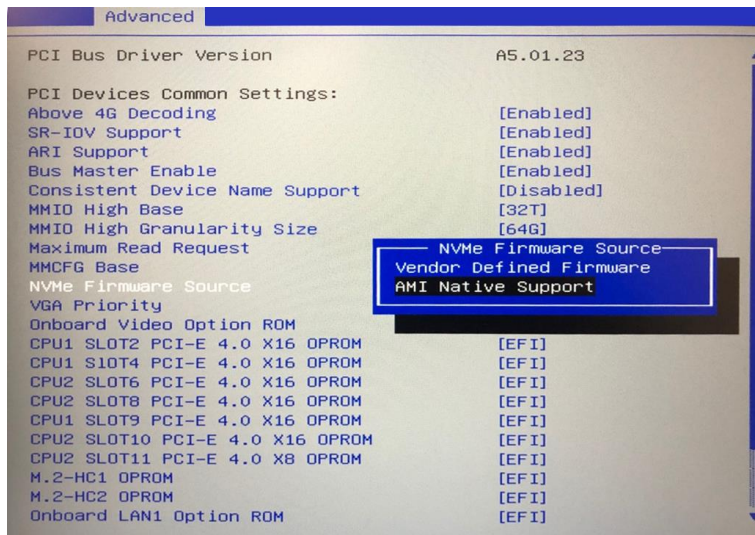 Advanced
PCI Bus Driver Version A5.01.23
PCI Devices Common Settings:
Above 4G Decoding [Enabled]
SR-IOV Support [Enabled]
ARI Support [Enabled]
Bus Master Enable [Enabled]
Consistent Device Name Support [Disabled]
MMIO High Base [32T]
MMIO High Granularity Size [64G]
Maximum Read Request
MMCFG Base
NVMe Firmware Source
VGA Priority
Onboard Video Option ROM
NVMe Firmware Source
Vendor Defined Firmware
AMI Native Support
CPU1 SLOT2 PCI-E 4.0 X16 OPROM [EFI]
CPU1 SlOT4 PCI-E 4.0 X16 OPROM [EFI]
CPU2 SLOT6 PCI-E 4.0 X16 OPROM [EFI]
CPU2 SLOT8 PCI-E 4.0 X16 OPROM [EFI]
CPU1 SLOT9 PCI-E 4.0 X16 OPROM [EFI]
CPU2 SLOT10 PCI-E 4.0 X16 OPROM [EFI]
CPU2 SLOT11 PCI-E 4.0 X8 OPROM [EFI]
M.2-HC1 OPROM [EFI]
M.2-HC2 OPROM [EFI]
Onboard LAN1 Option ROM [EFI]